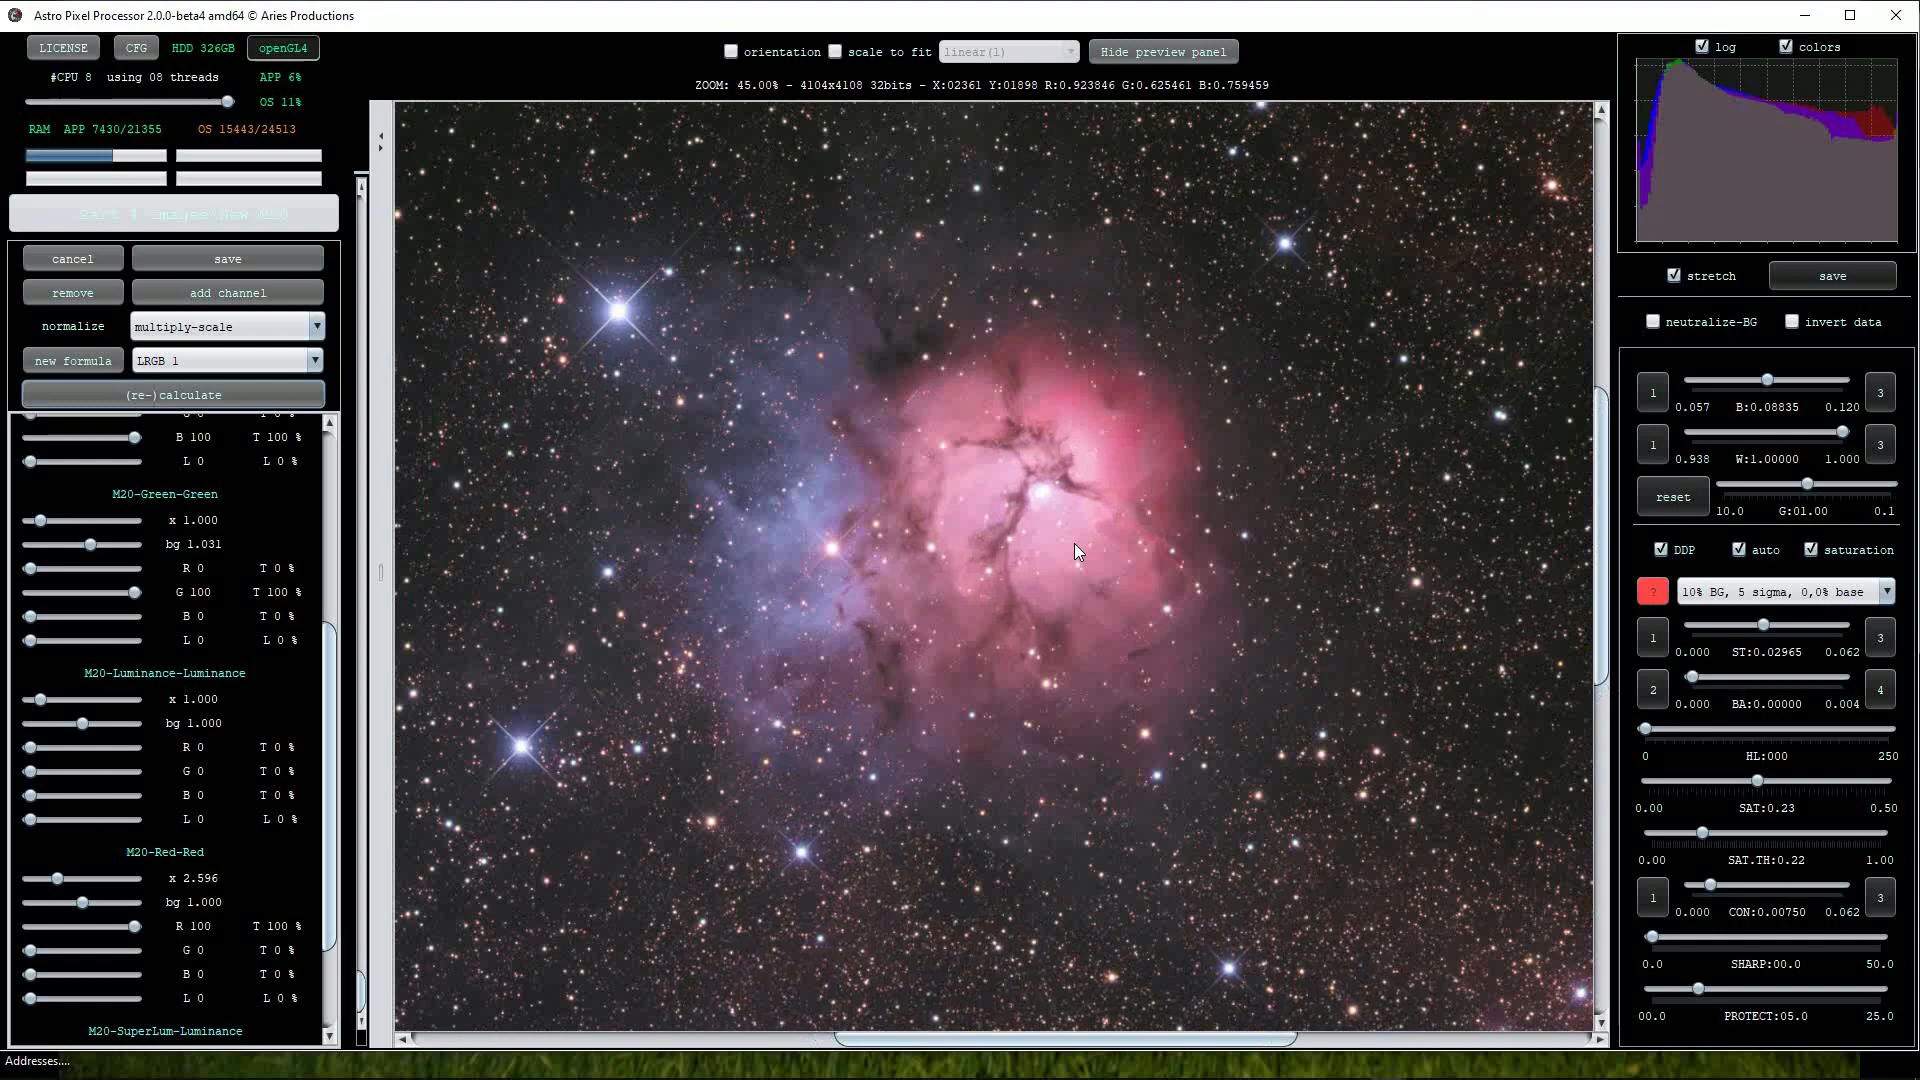 Astro Pixel Processor 2.0.0-beta4 amd64 © Aries Productions
LICENSE CFG HDD 326GB openGL4
#CPU 8 using 08 threads APP 6%
OS 11%
RAM APP 7430/21355 OS 15443/24513
cancel save
remove add channel
normalize multiply-scale
new formula LRGB 1
(re-)calculate
B 100 T 100 %
L 0 L 0 %
M20-Green-Green
x 1.000
bg 1.031
R 0 T 0 %
G 100 T 100 %
B 0 T 0 %
L 0 L 0 %
M20-Luminance-Luminance
x 1.000
bg 1.000
R 0 T 0 %
G 0 T 0 %
B 0 T 0 %
L 0 L 0 %
M20-Red-Red
x 2.596
bg 1.000
R 100 T 100 %
G 0 T 0 %
B 0 T 0 %
L 0 L 0 %
M20-SuperLum-Luminance
Addresses....
orientation scale to fit linear(1) Hide preview panel
ZOOM: 45.00% - 4104x4108 32bits - X:02361 Y:01898 R:0.923846 G:0.625461 B:0.759459
log colors
stretch save
neutralize-BG invert data
1 3
0.057 B:0.08835 0.120
1 3
0.938 W:1.00000 1.000
reset
10.0 G:01.00 0.1
DDP auto saturation
? 10% BG, 5 sigma, 0,0% base
1 3
0.000 ST:0.02965 0.062
2 4
0.000 BA:0.00000 0.004
0 HL:000 250
0.00 SAT:0.23 0.50
0.00 SAT.TH:0.22 1.00
1 3
0.000 CON:0.00750 0.062
0.0 SHARP:00.0 50.0
00.0 PROTECT:05.0 25.0